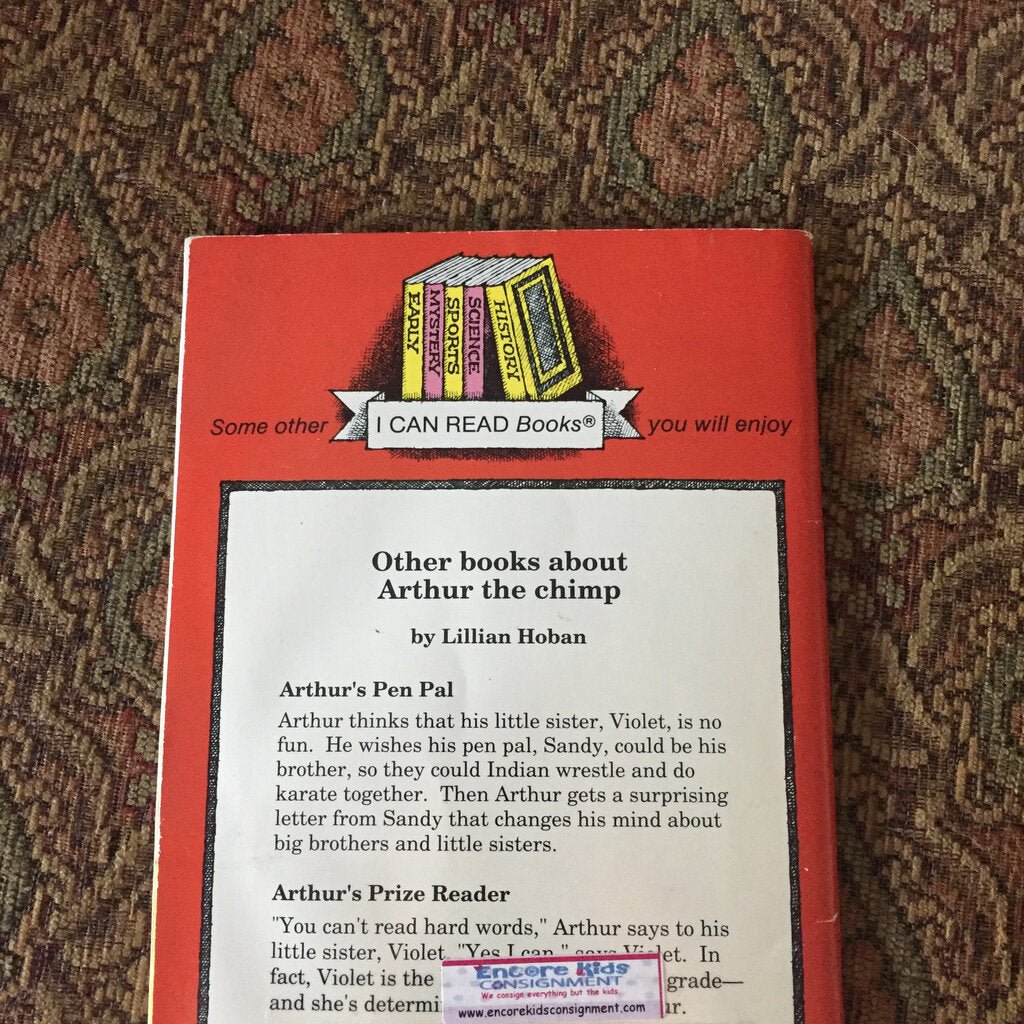 EARLY
MYSTERY
SPORTS
SCIENCE
HISTORY
Some other I CAN READ Books® you will enjoy
Other books about
Arthur the chimp
by Lillian Hoban
Arthur's Pen Pal
Arthur thinks that his little sister, Violet, is no
fun. He wishes his pen pal, Sandy, could be his
brother, so they could Indian wrestle and do
karate together. Then Arthur gets a surprising
letter from Sandy that changes his mind about
big brothers and little sisters.
Arthur's Prize Reader
"You can't read hard words," Arthur says to his
little sister, Violet. "Yes I can," says Violet. In
fact, Violet is the grade—
and she's
Encore Kids
CONSIGNMENT
We consign everything but the kids.
www.encorekidsconsignment.com